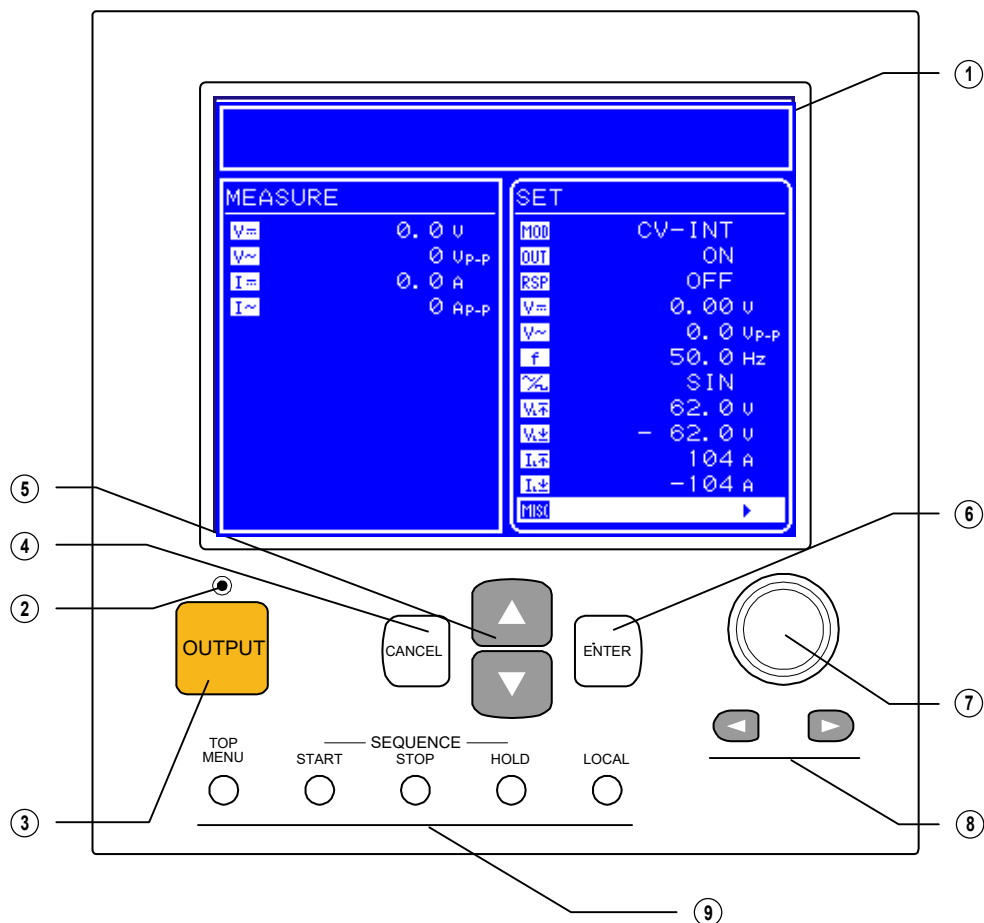 MEASURE
V⎓ 0.0 V
V~ 0 Vp-p
I⎓ 0.0 A
I~ 0 Ap-p
SET
MOD CV-INT
OUT ON
RSP OFF
V⎓ 0.00 V
V~ 0.0 Vp-p
f 50.0 Hz
SIN
V 62.0 V
V - 62.0 V
I 104 A
I -104 A
MISC
1
2
3
4
5
6
7
8
9
OUTPUT
CANCEL
ENTER
TOP
MENU
SEQUENCE
START
STOP
HOLD
LOCAL